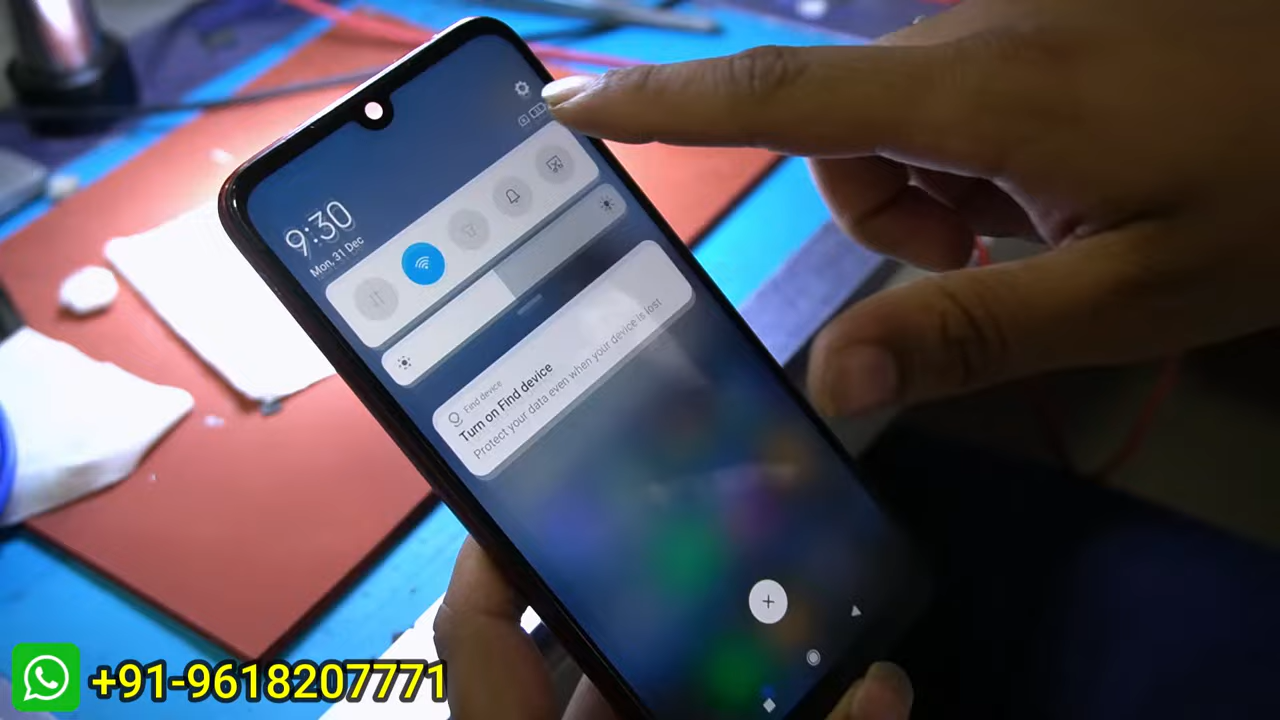 9:30
Mon, 31 Dec
Find device
Turn on Find device
Protect your data even when your device is lost
+91-9618207771